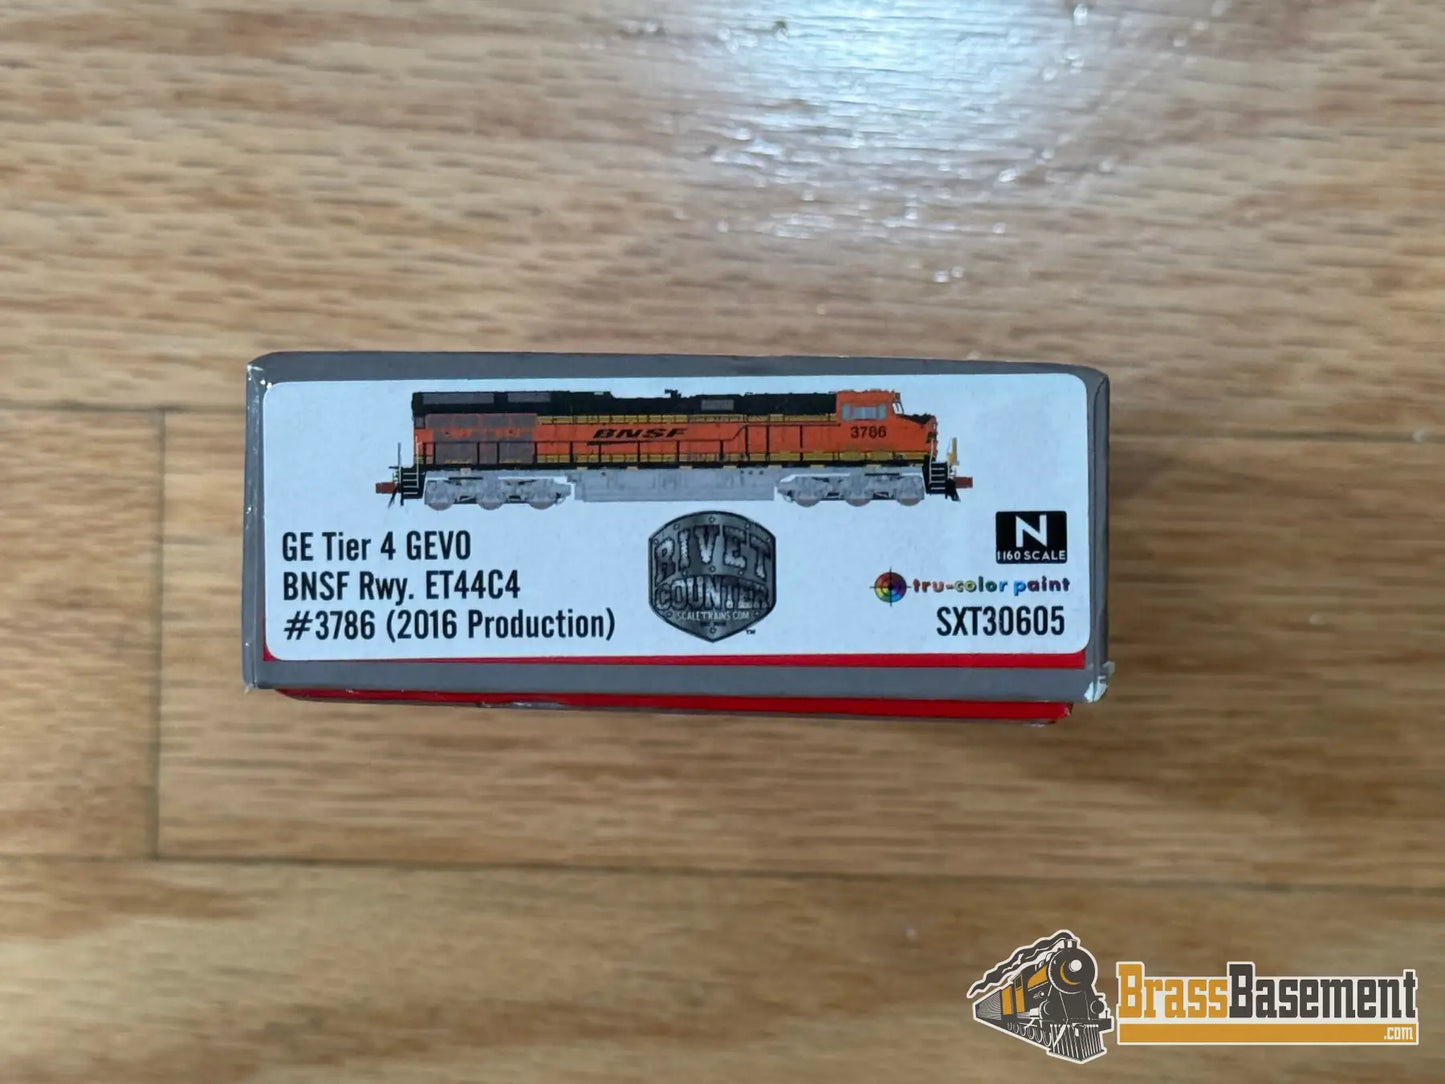 BNSF
3786
GE Tier 4 GEVO
BNSF Rwy. ET44C4
#3786 (2016 Production)
RIVET
COUNTER
SCALETRAINS.COM
™
N
1:160 SCALE
tru-color paint
SXT30605
BrassBasement
.com